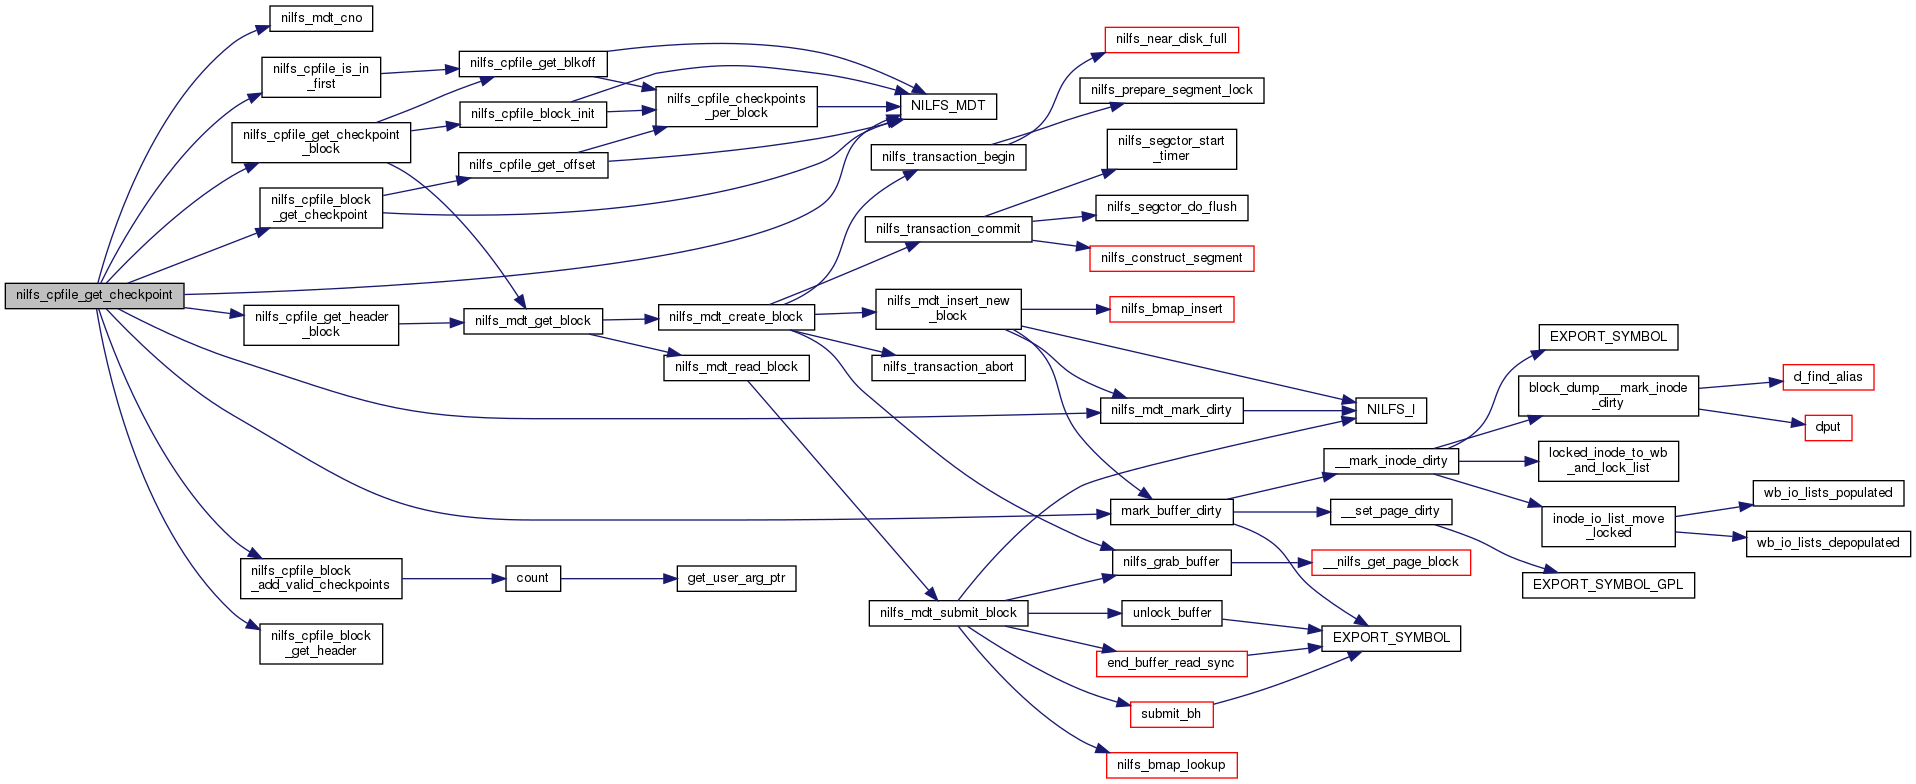 nilfs_cpfile_get_checkpoint
nilfs_mdt_cno
nilfs_cpfile_is_in
_first
nilfs_cpfile_get_checkpoint
_block
nilfs_cpfile_block
_get_checkpoint
nilfs_cpfile_get_header
_block
nilfs_cpfile_block
_add_valid_checkpoints
nilfs_cpfile_block
_get_header
nilfs_cpfile_get_blkoff
nilfs_cpfile_block_init
nilfs_cpfile_get_offset
nilfs_mdt_get_block
count
nilfs_cpfile_checkpoints
_per_block
nilfs_mdt_create_block
nilfs_mdt_read_block
get_user_arg_ptr
NILFS_MDT
nilfs_transaction_begin
nilfs_transaction_commit
nilfs_mdt_insert_new
_block
nilfs_transaction_abort
nilfs_mdt_submit_block
nilfs_near_disk_full
nilfs_prepare_segment_lock
nilfs_segctor_start
_timer
nilfs_segctor_do_flush
nilfs_construct_segment
nilfs_bmap_insert
nilfs_mdt_mark_dirty
mark_buffer_dirty
nilfs_grab_buffer
unlock_buffer
end_buffer_read_sync
submit_bh
nilfs_bmap_lookup
NILFS_I
__mark_inode_dirty
__set_page_dirty
__nilfs_get_page_block
EXPORT_SYMBOL
EXPORT_SYMBOL
block_dump___mark_inode
_dirty
locked_inode_to_wb
_and_lock_list
inode_io_list_move
_locked
EXPORT_SYMBOL_GPL
d_find_alias
dput
wb_io_lists_populated
wb_io_lists_depopulated